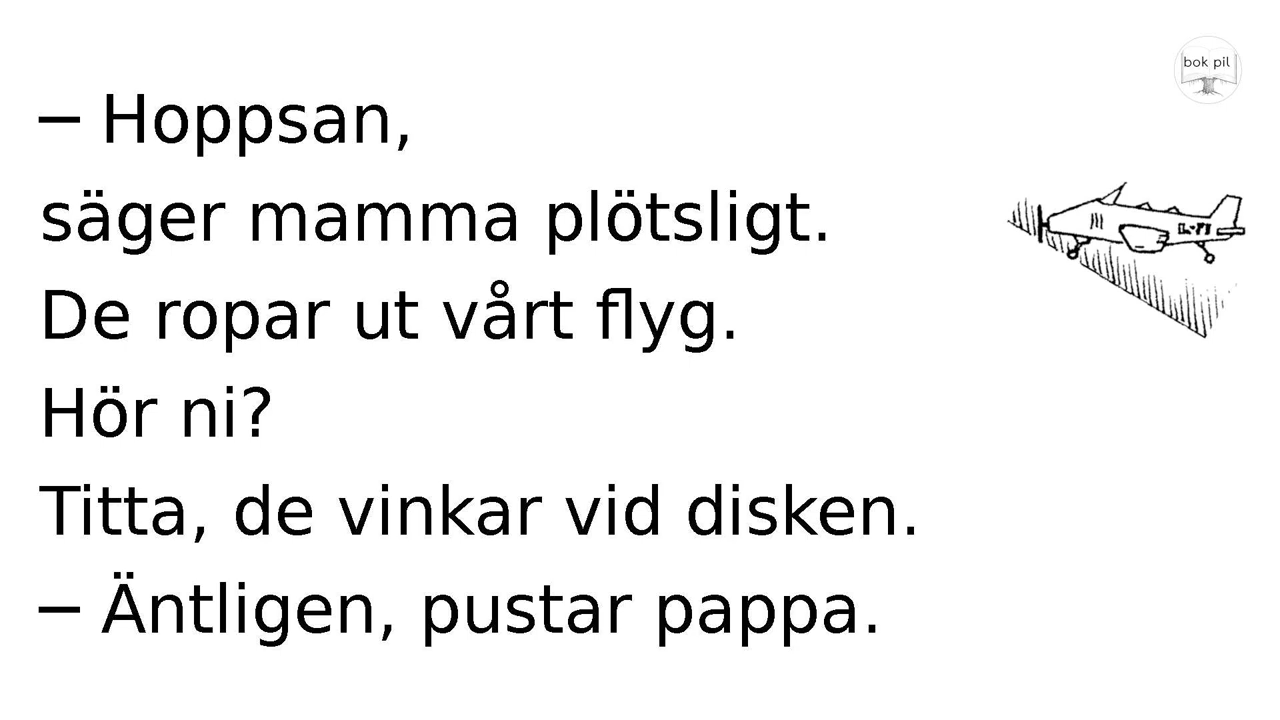 bok pil
– Hoppsan,
säger mamma plötsligt.
De ropar ut vårt flyg.
Hör ni?
Titta, de vinkar vid disken.
– Äntligen, pustar pappa.